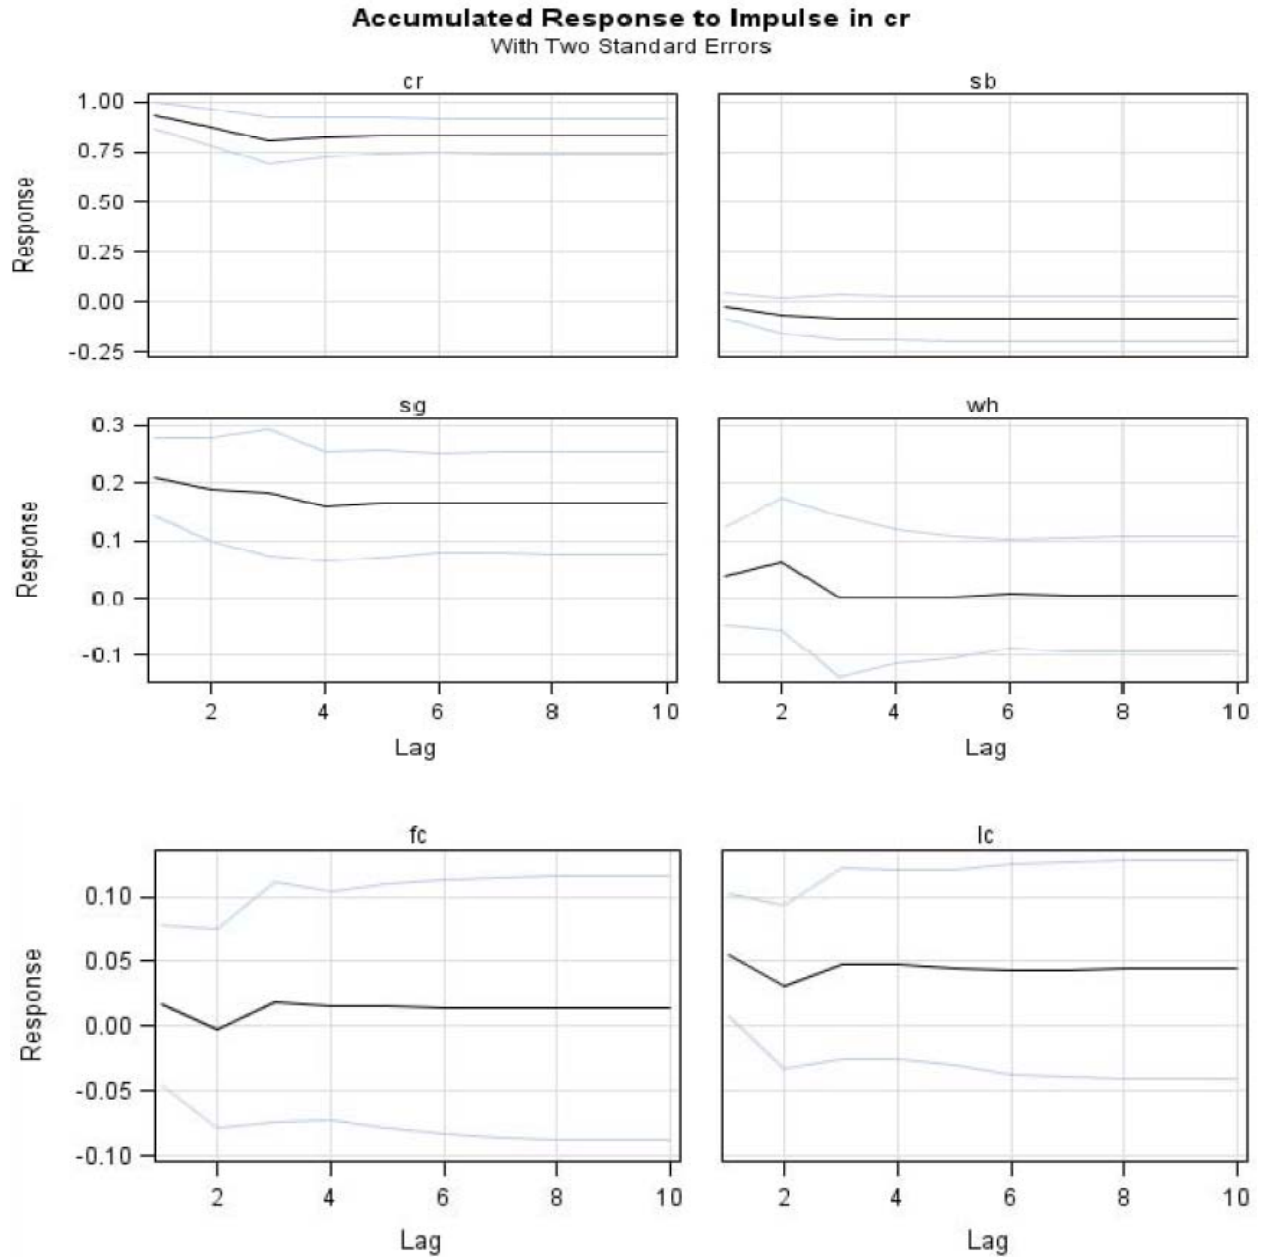 Accumulated Response to Impulse in cr
With Two Standard Errors
cr
sb
Response
1.00
0.75
0.50
0.25
0.00
-0.25
sg
wh
Response
0.3
0.2
0.1
0.0
-0.1
2 4 6 8 10
2 4 6 8 10
Lag
Lag
fc
lc
Response
0.10
0.05
0.00
-0.05
-0.10
2 4 6 8 10
2 4 6 8 10
Lag
Lag